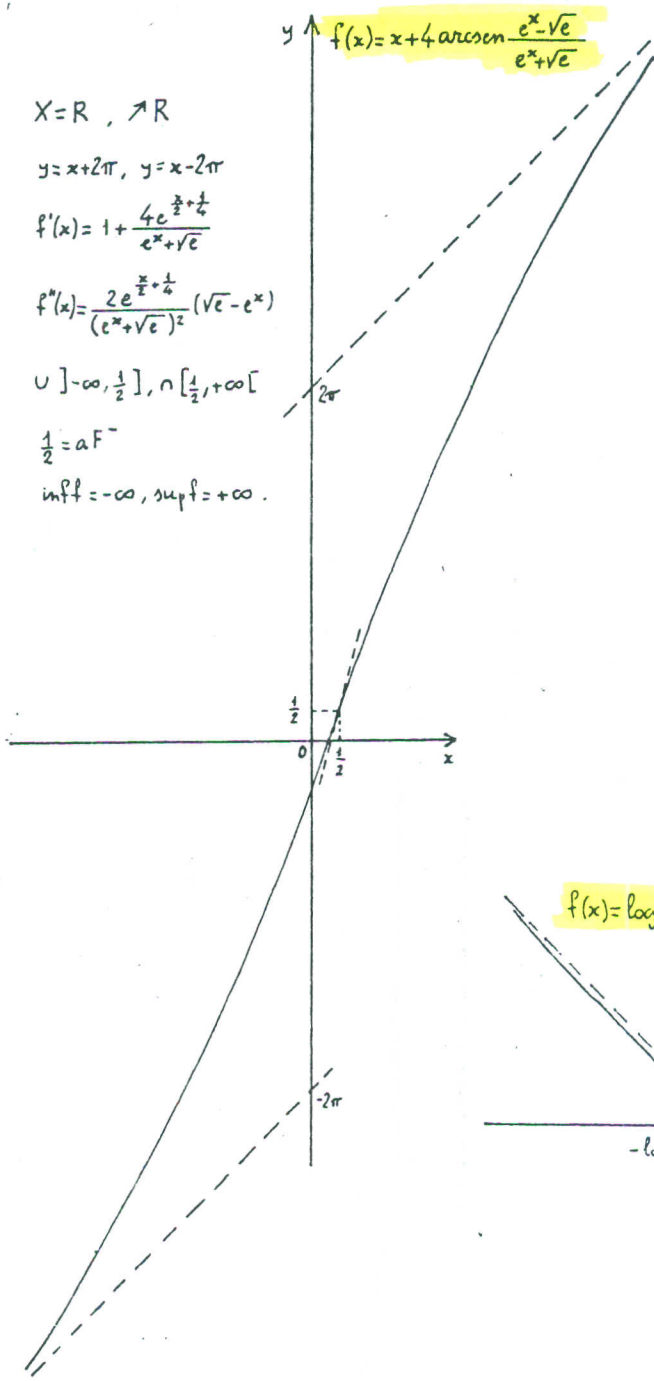 y
f(x)=x+4 arcsen (e^x-√e)/(e^x+√e)
X=R , ↗R
y=x+2π, y=x-2π
f'(x)= 1 + (4e^(x/2+1/4))/(e^x+√e)
f"(x)= (2e^(x/2+1/4))/((e^x+√e)^2) (√e-e^x)
∪ ]-∞, 1/2], ∩ [1/2, +∞[
1/2 = aF⁻
inf f = -∞, sup f = +∞.
2π
1/2
0
1/2
x
f(x)= log
-2π